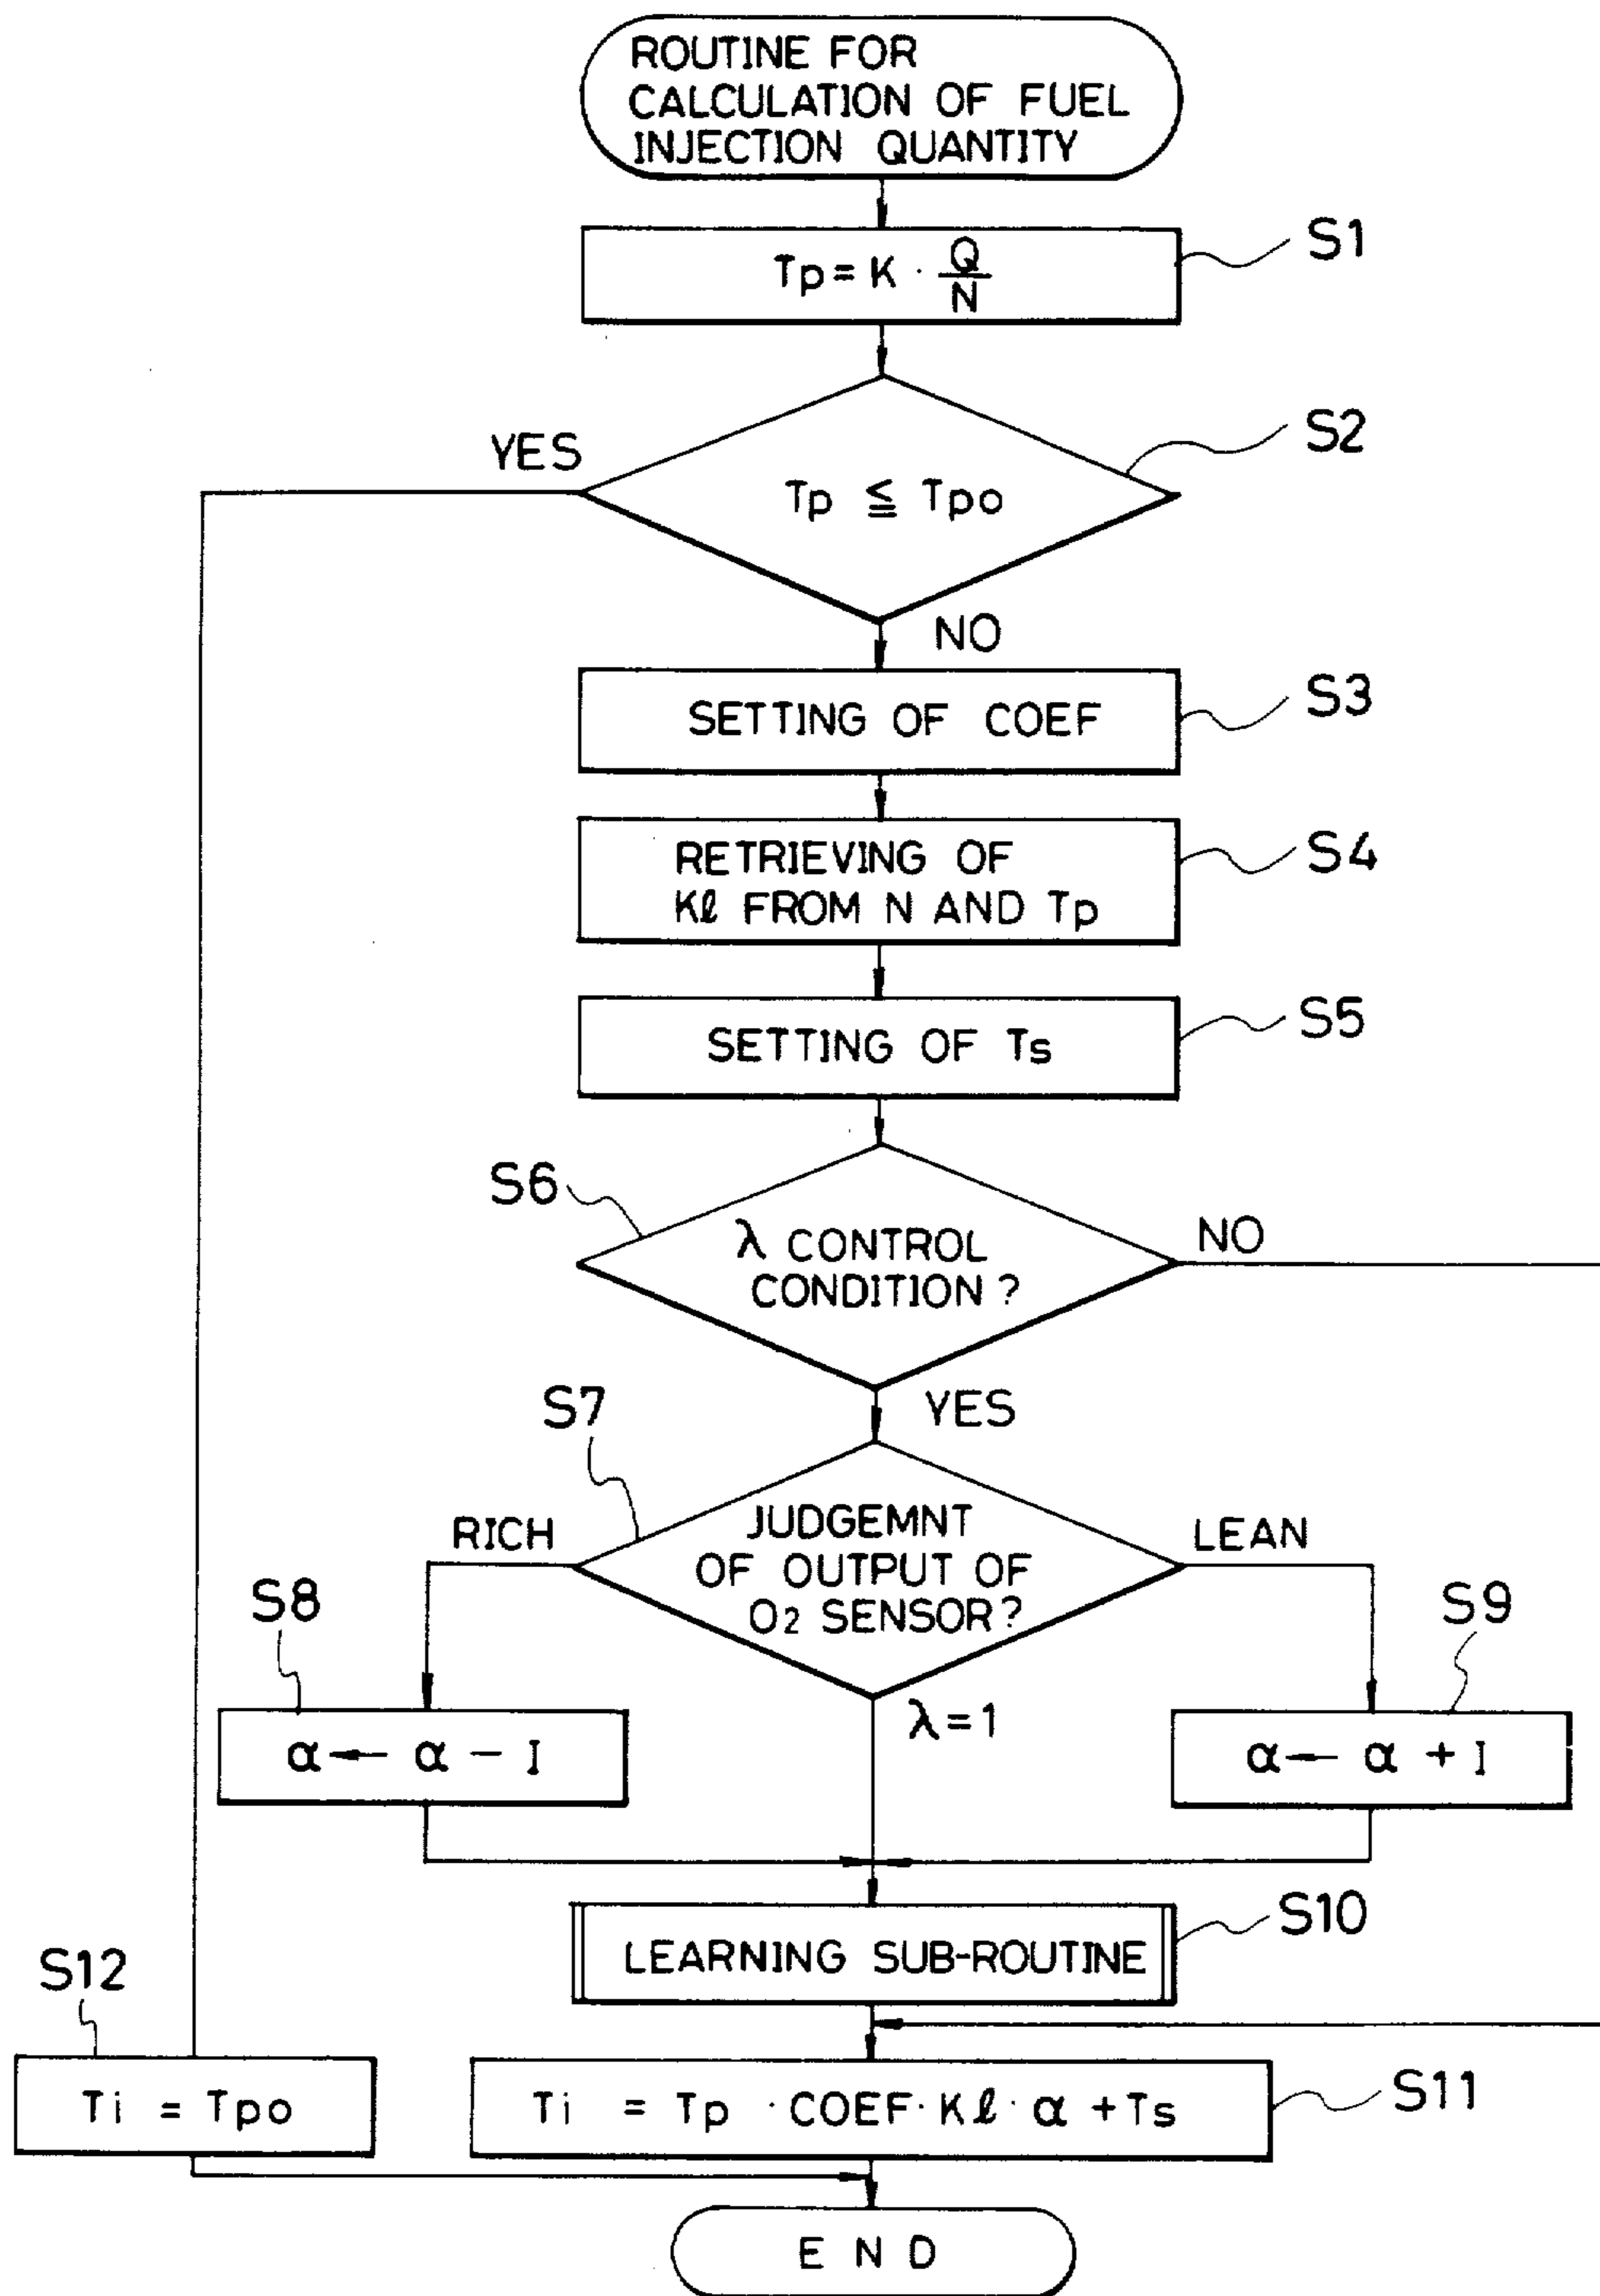 ROUTINE FOR
CALCULATION OF FUEL
INJECTION QUANTITY
Tp = K · Q/N
S1
YES
Tp ≦ Tpo
S2
NO
SETTING OF COEF
S3
RETRIEVING OF
Kℓ FROM N AND Tp
S4
SETTING OF Ts
S5
S6
λ CONTROL
CONDITION ?
NO
YES
S7
RICH
JUDGEMNT
OF OUTPUT OF
O2 SENSOR?
LEAN
S8
S9
λ = 1
α ← α − I
α ← α + I
LEARNING SUB-ROUTINE
S10
S12
Ti = Tpo
Ti = Tp · COEF · Kℓ · α + Ts
S11
END